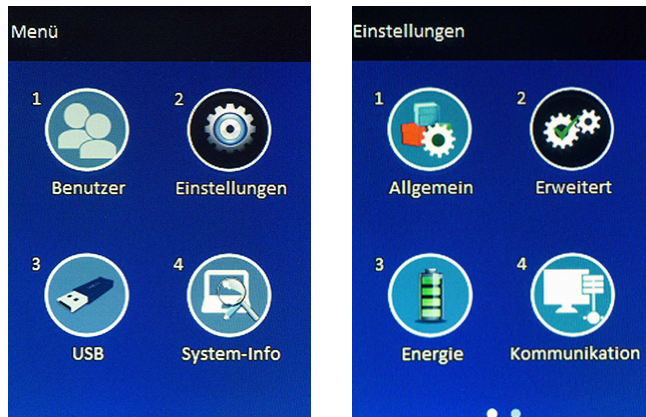 Menü
1
2
Benutzer
Einstellungen
3
4
USB
System-Info
Einstellungen
1
2
Allgemein
Erweitert
3
4
Energie
Kommunikation